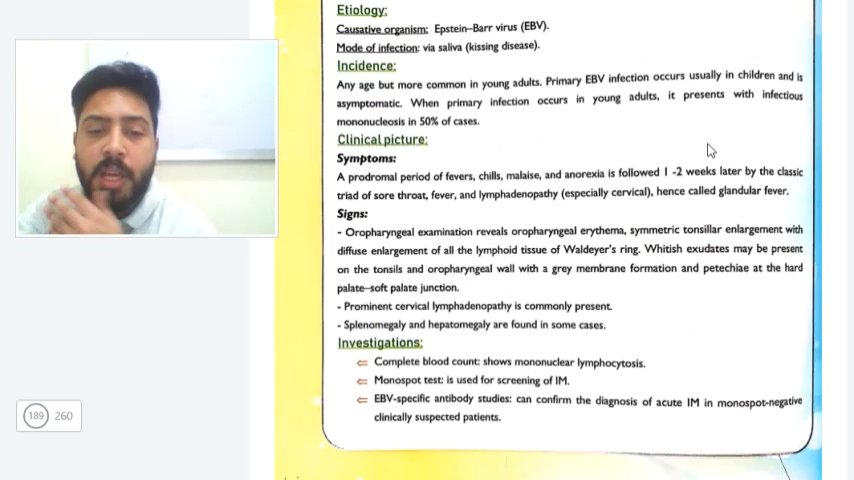 Etiology:
Causative organism: Epstein–Barr virus (EBV).
Mode of infection: via saliva (kissing disease).
Incidence:
Any age but more common in young adults. Primary EBV infection occurs usually in children and is
asymptomatic. When primary infection occurs in young adults, it presents with infectious
mononucleosis in 50% of cases.
Clinical picture:
Symptoms:
A prodromal period of fevers, chills, malaise, and anorexia is followed 1 -2 weeks later by the classic
triad of sore throat, fever, and lymphadenopathy (especially cervical), hence called glandular fever.
Signs:
- Oropharyngeal examination reveals oropharyngeal erythema, symmetric tonsillar enlargement with
diffuse enlargement of all the lymphoid tissue of Waldeyer's ring. Whitish exudates may be present
on the tonsils and oropharyngeal wall with a grey membrane formation and petechiae at the hard
palate–soft palate junction.
- Prominent cervical lymphadenopathy is commonly present.
- Splenomegaly and hepatomegaly are found in some cases.
Investigations:
⇐ Complete blood count: shows mononuclear lymphocytosis.
⇐ Monospot test: is used for screening of IM.
⇐ EBV-specific antibody studies: can confirm the diagnosis of acute IM in monospot-negative
clinically suspected patients.
189 260